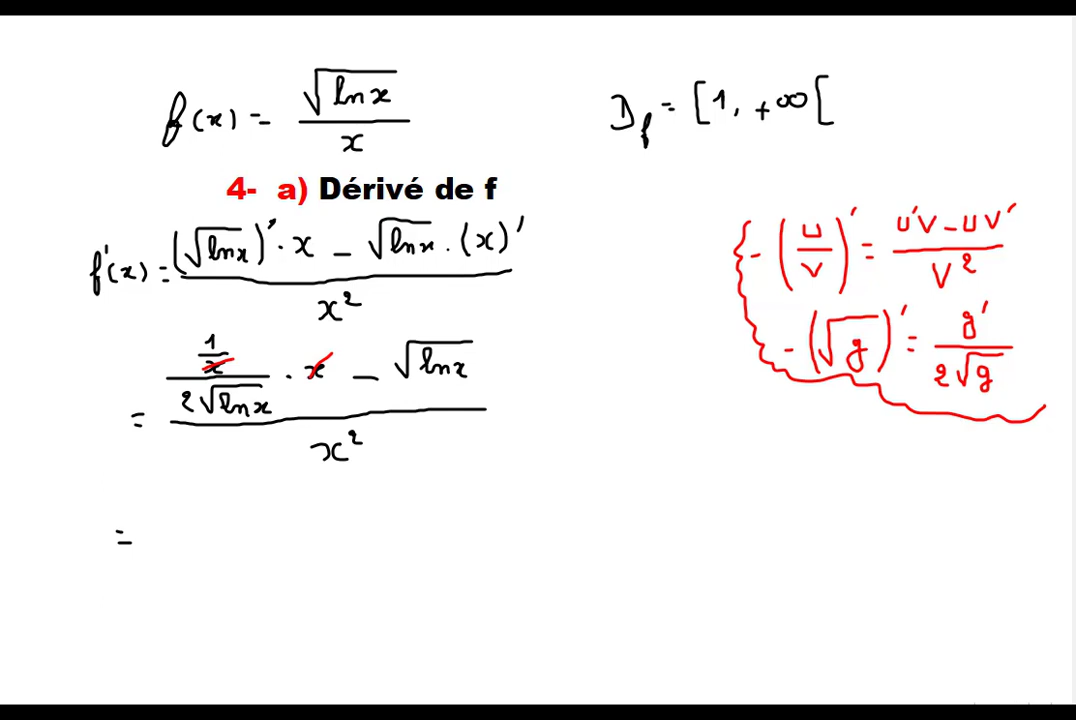 f(x) = √(ln x) / x
D_f = [1, +∞[
4- a) Dérivé de f
f'(x) = ((√(ln x))' · x − √(ln x) · (x)') / x²
= ((1/x) / (2√(ln x)) · x − √(ln x)) / x²
=
- (u/v)' = (u'v − uv') / v²
- (√g)' = g' / (2√g)